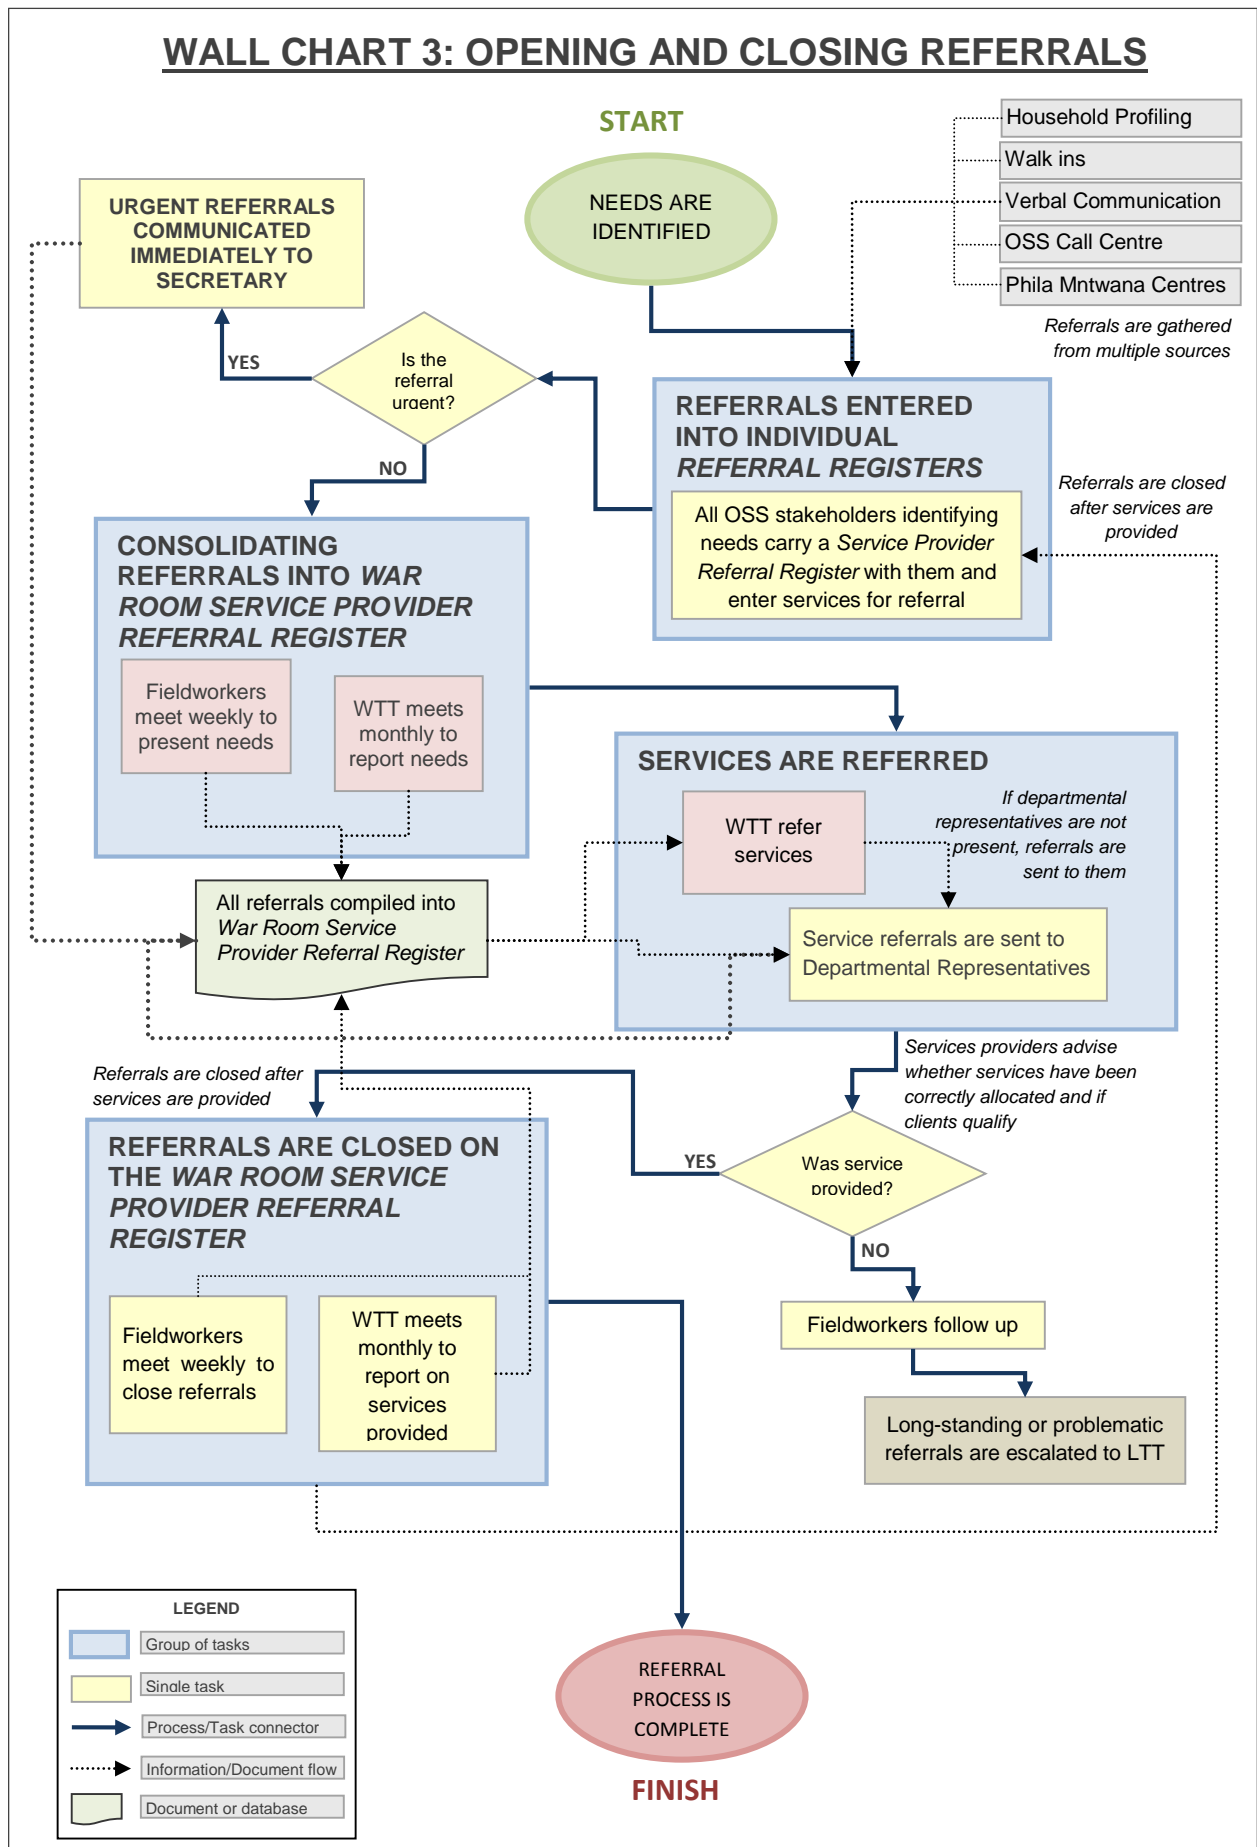 WALL CHART 3: OPENING AND CLOSING REFERRALS
START
NEEDS ARE
IDENTIFIED
Household Profiling
Walk ins
Verbal Communication
OSS Call Centre
Phila Mntwana Centres
Referrals are gathered
from multiple sources
URGENT REFERRALS
COMMUNICATED
IMMEDIATELY TO
SECRETARY
YES
Is the
referral
urgent?
NO
REFERRALS ENTERED
INTO INDIVIDUAL
REFERRAL REGISTERS
All OSS stakeholders identifying
needs carry a Service Provider
Referral Register with them and
enter services for referral
Referrals are closed
after services are
provided
CONSOLIDATING
REFERRALS INTO WAR
ROOM SERVICE PROVIDER
REFERRAL REGISTER
Fieldworkers
meet weekly to
present needs
WTT meets
monthly to
report needs
SERVICES ARE REFERRED
WTT refer
services
If departmental
representatives are not
present, referrals are
sent to them
All referrals compiled into
War Room Service
Provider Referral Register
Service referrals are sent to
Departmental Representatives
Services providers advise
whether services have been
correctly allocated and if
clients qualify
Referrals are closed after
services are provided
REFERRALS ARE CLOSED ON
THE WAR ROOM SERVICE
PROVIDER REFERRAL
REGISTER
YES
Was service
provided?
NO
Fieldworkers
meet weekly to
close referrals
WTT meets
monthly to
report on
services
provided
Fieldworkers follow up
Long-standing or problematic
referrals are escalated to LTT
LEGEND
Group of tasks
Single task
Process/Task connector
Information/Document flow
Document or database
REFERRAL
PROCESS IS
COMPLETE
FINISH